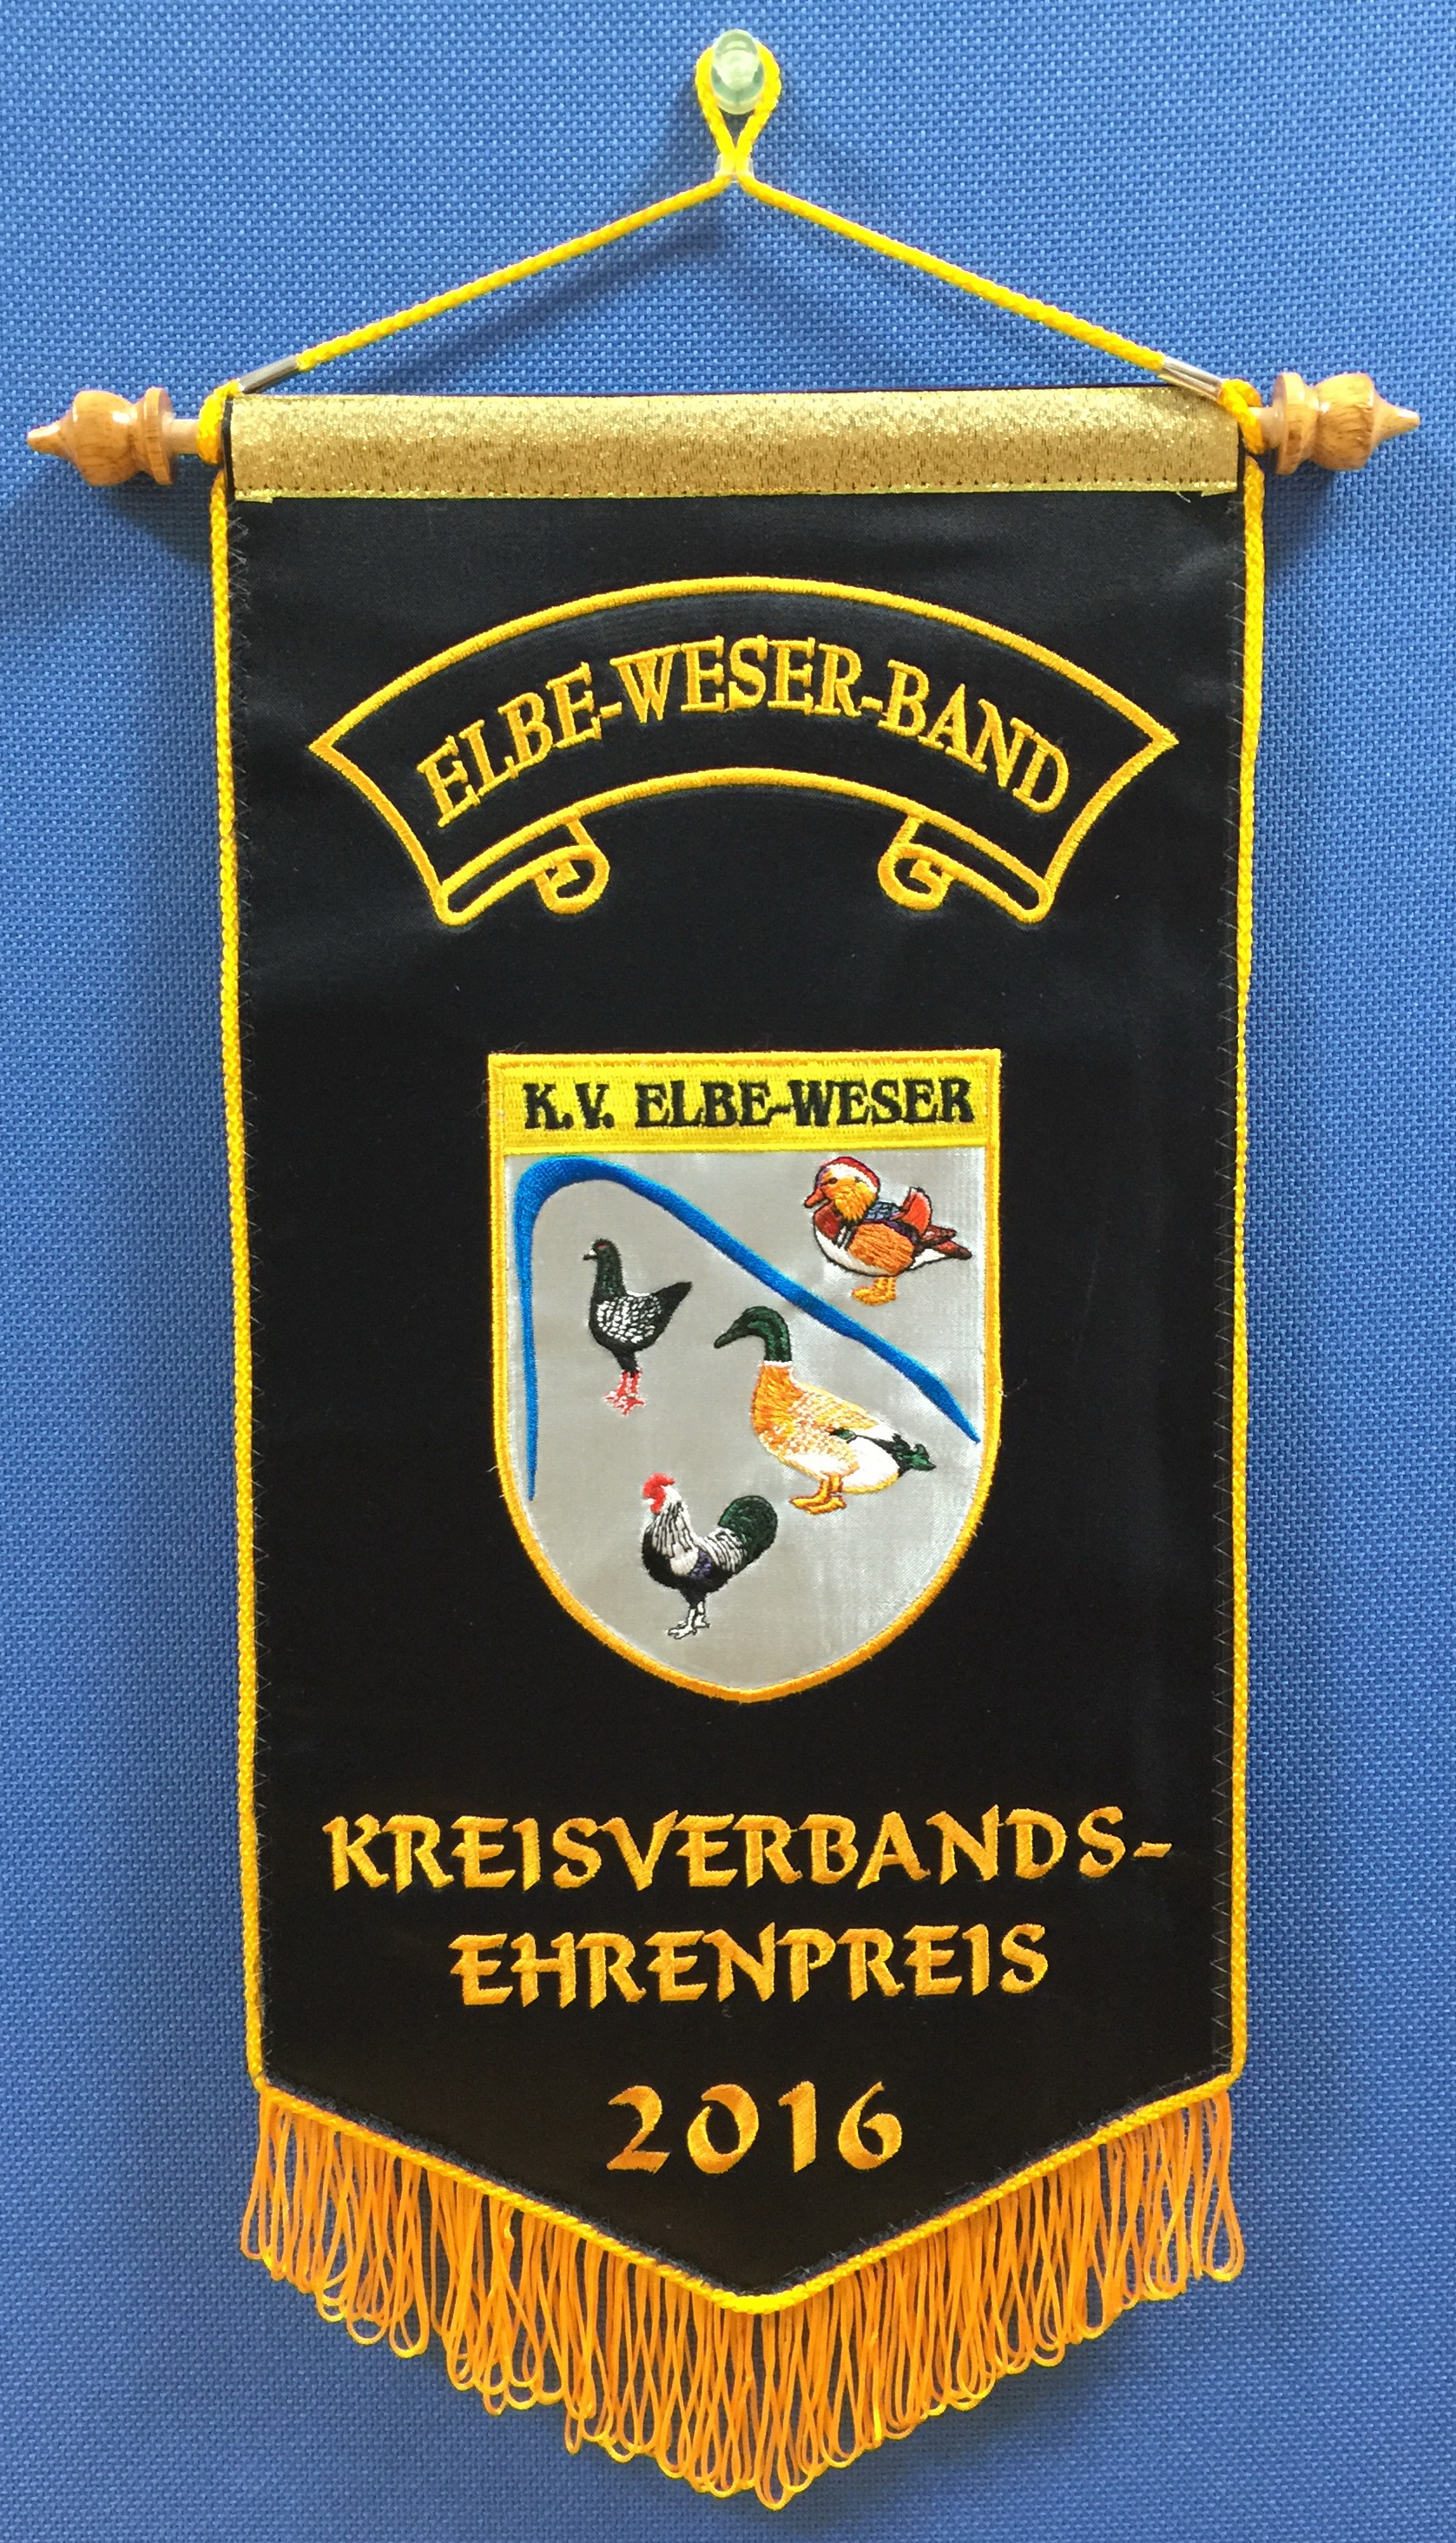 ELBE-WESER-BAND
K.V. ELBE-WESER
KREISVERBANDS-
EHRENPREIS
2016